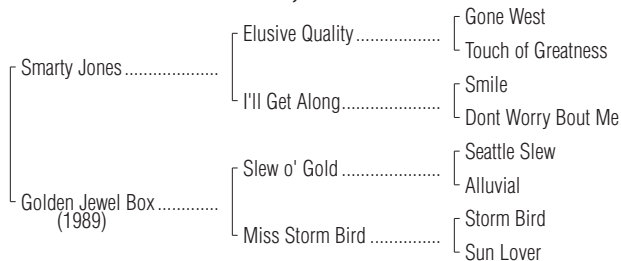 Gone West
Elusive Quality..................
Touch of Greatness
Smarty Jones....................
Smile
I'll Get Along.....................
Dont Worry Bout Me
Seattle Slew
Slew o' Gold.....................
Alluvial
Golden Jewel Box.............
(1989)
Storm Bird
Miss Storm Bird...............
Sun Lover